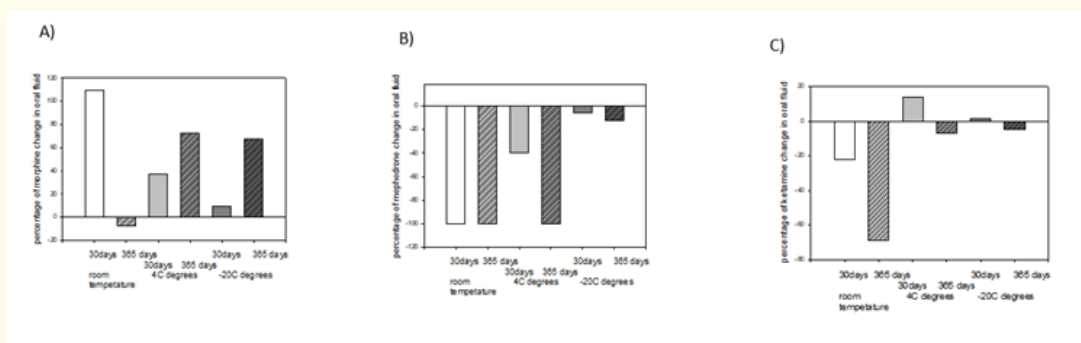 A)
percentage of morphine change in oral fluid
120
100
80
60
40
20
0
-20
30days 365 days 30days 365 days 30days 365 days
room tempetature
4C degrees
-20C degrees
B)
percentage of mephedrone change in oral fluid
0
-20
-40
-60
-80
-100
-120
30days 365 days 30days 365 days 30days 365 days
room tempetature
4C degrees
-20C degrees
C)
percentage of ketamine change in oral fluid
20
0
-20
-40
-60
-80
30days 365 days 30days 365 days 30days 365 days
room tempetature
4C degrees
-20C degrees